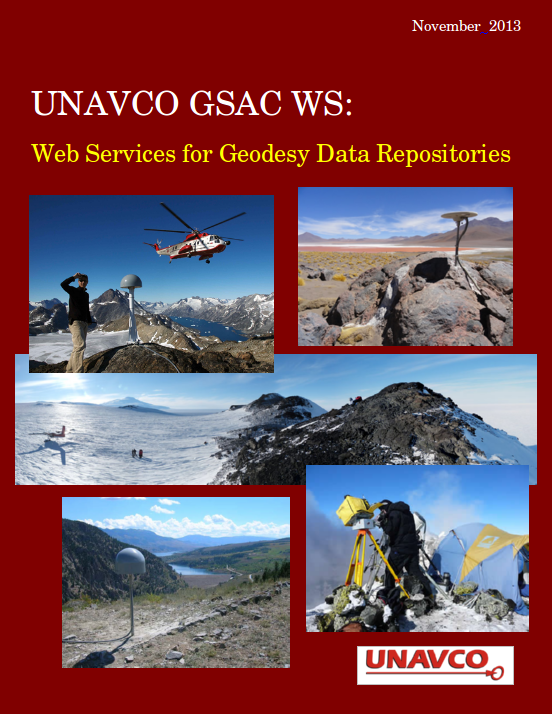 November, 2013
UNAVCO GSAC WS:
Web Services for Geodesy Data Repositories
UNAVCO